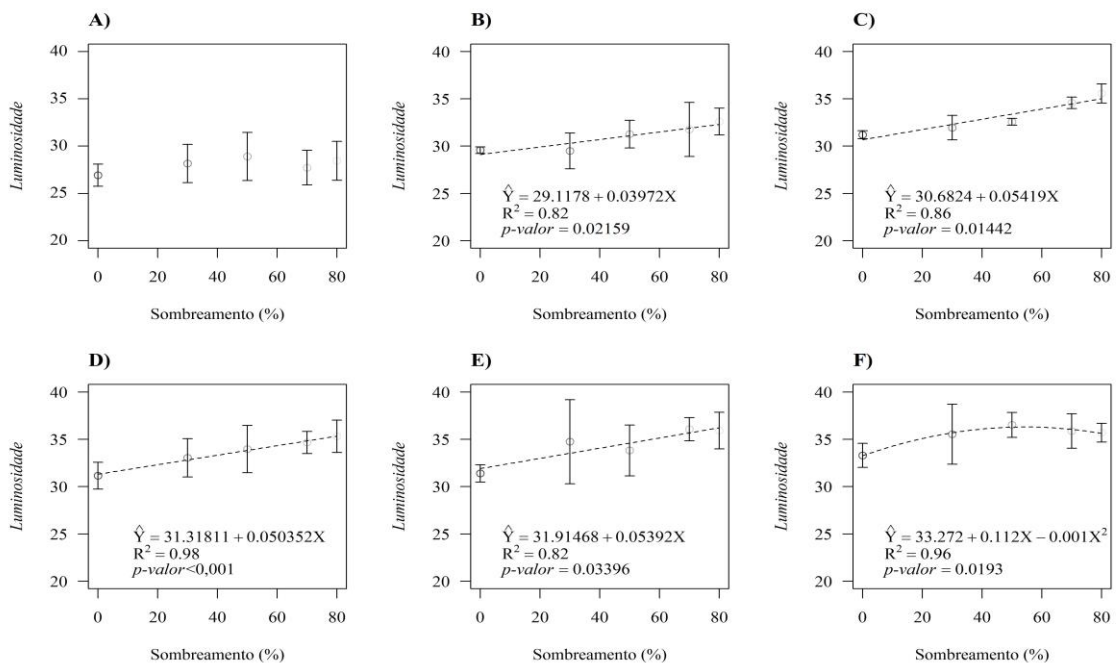 A)
40
35
30
25
20
Luminosidade
0 20 40 60 80
Sombreamento (%)
B)
40
35
30
25
20
Luminosidade
Ŷ = 29.1178 + 0.03972X
R² = 0.82
p-valor = 0.02159
0 20 40 60 80
Sombreamento (%)
C)
40
35
30
25
20
Luminosidade
Ŷ = 30.6824 + 0.05419X
R² = 0.86
p-valor = 0.01442
0 20 40 60 80
Sombreamento (%)
D)
40
35
30
25
20
Luminosidade
Ŷ = 31.31811 + 0.050352X
R² = 0.98
p-valor<0,001
0 20 40 60 80
Sombreamento (%)
E)
40
35
30
25
20
Luminosidade
Ŷ = 31.91468 + 0.05392X
R² = 0.82
p-valor = 0.03396
0 20 40 60 80
Sombreamento (%)
F)
40
35
30
25
20
Luminosidade
Ŷ = 33.272 + 0.112X − 0.001X²
R² = 0.96
p-valor = 0.0193
0 20 40 60 80
Sombreamento (%)